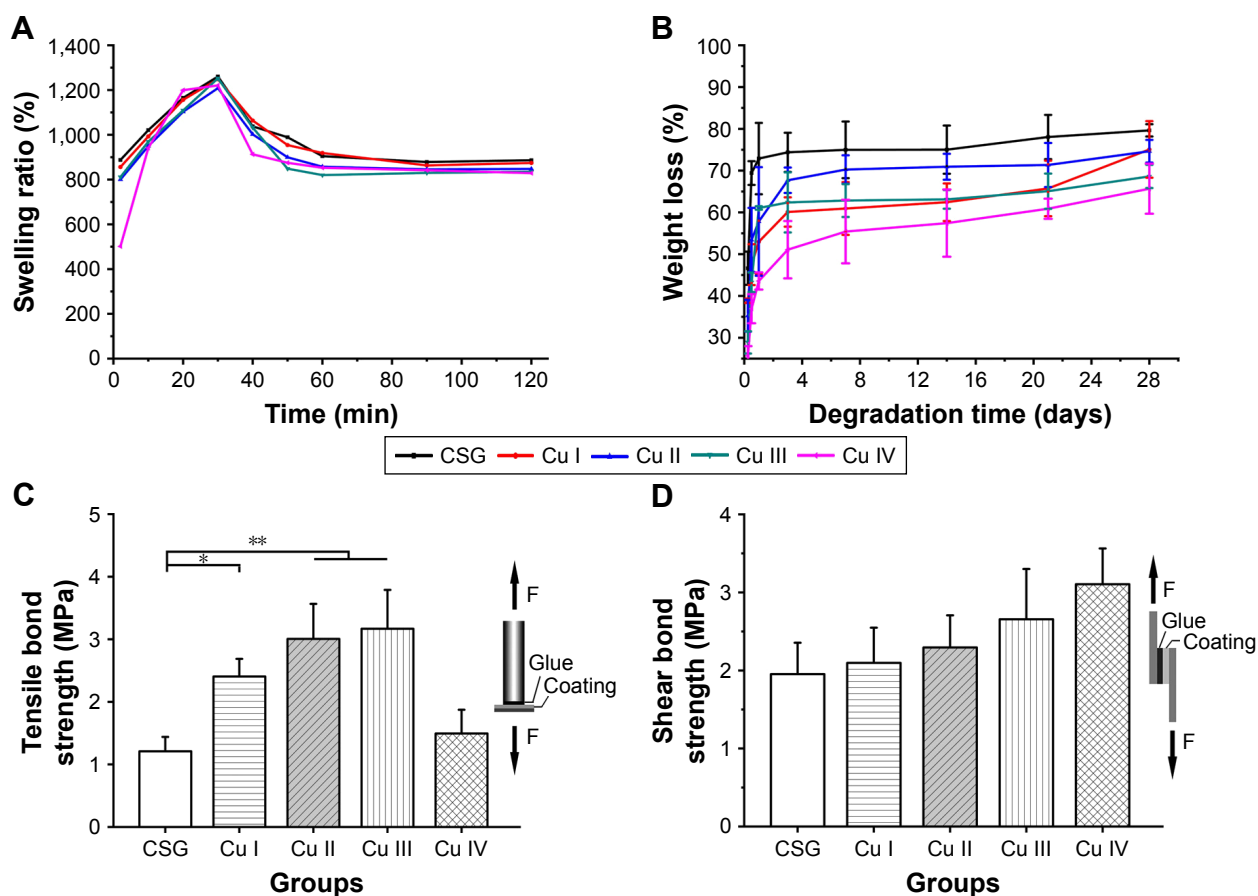 A
1,400
1,200
1,000
800
600
400
200
0
Swelling ratio (%)
0 20 40 60 80 100 120
Time (min)
B
100
90
80
70
60
50
40
30
Weight loss (%)
0 4 8 12 16 20 24 28
Degradation time (days)
CSG Cu I Cu II Cu III Cu IV
C
5
4
3
2
1
0
Tensile bond
strength (MPa)
*
**
F
Glue
Coating
F
CSG Cu I Cu II Cu III Cu IV
Groups
D
4
3
2
1
0
Shear bond
strength (MPa)
F
Glue
Coating
F
CSG Cu I Cu II Cu III Cu IV
Groups